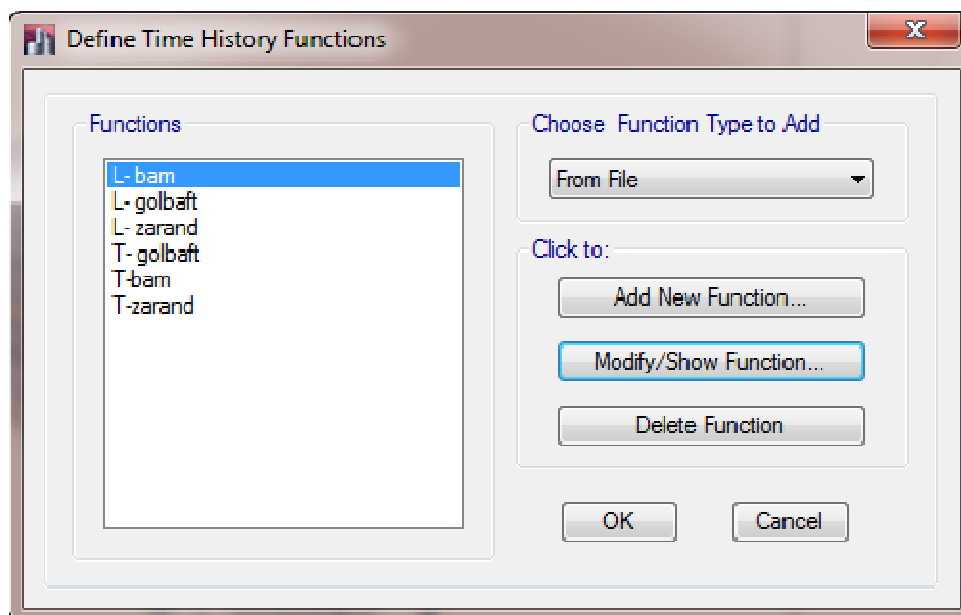 Define Time History Functions
Functions
L- bam
L- golbaft
L- zarand
T- golbaft
T-bam
T-zarand
Choose Function Type to Add
From File
Click to:
Add New Function...
Modify/Show Function...
Delete Function
OK
Cancel